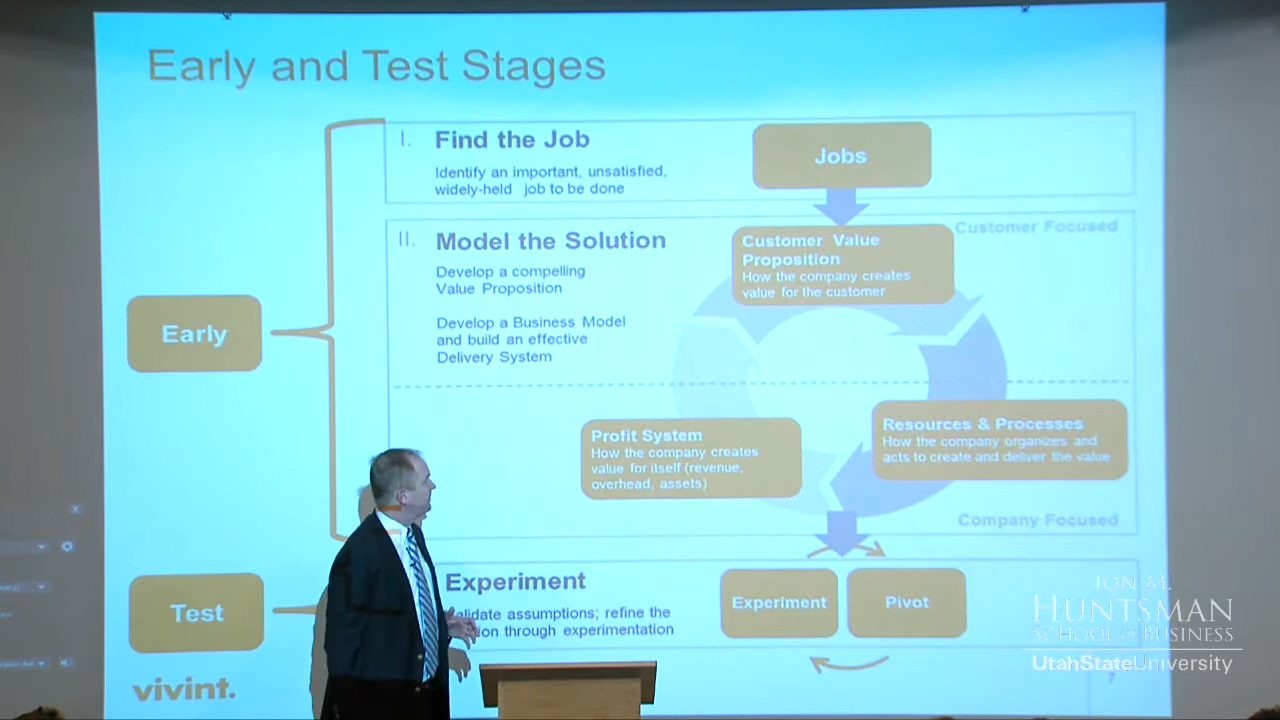 Early and Test Stages
I. Find the Job
Identify an important, unsatisfied,
widely-held job to be done
Jobs
II. Model the Solution
Develop a compelling
Value Proposition
Develop a Business Model
and build an effective
Delivery System
Customer Focused
Customer Value
Proposition
How the company creates
value for the customer
Early
Profit System
How the company creates
value for itself (revenue,
overhead, assets)
Resources & Processes
How the company organizes and
acts to create and deliver the value
Company Focused
Test
Experiment
assumptions; refine the
through experimentation
Experiment
Pivot
vivint.
JON M.
HUNTSMAN
SCHOOL of BUSINESS
UtahStateUniversity
7